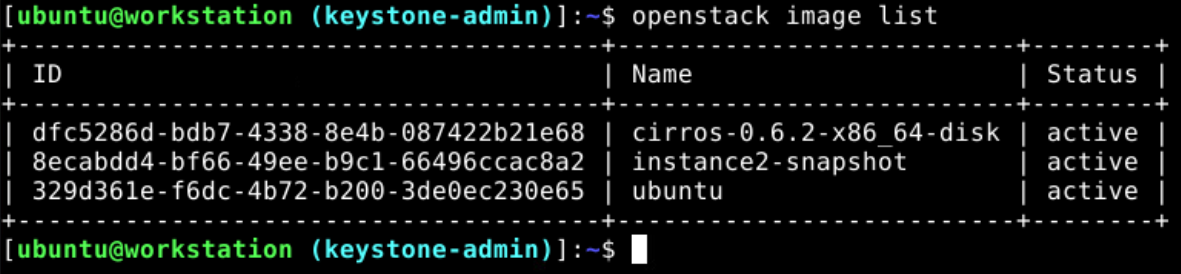 [ubuntu@workstation (keystone-admin)]:~$ openstack image list
+--------------------------------------+--------------------------+--------+
| ID                                   | Name                     | Status |
+--------------------------------------+--------------------------+--------+
| dfc5286d-bdb7-4338-8e4b-087422b21e68 | cirros-0.6.2-x86_64-disk | active |
| 8ecabdd4-bf66-49ee-b9c1-66496ccac8a2 | instance2-snapshot       | active |
| 329d361e-f6dc-4b72-b200-3de0ec230e65 | ubuntu                   | active |
+--------------------------------------+--------------------------+--------+
[ubuntu@workstation (keystone-admin)]:~$